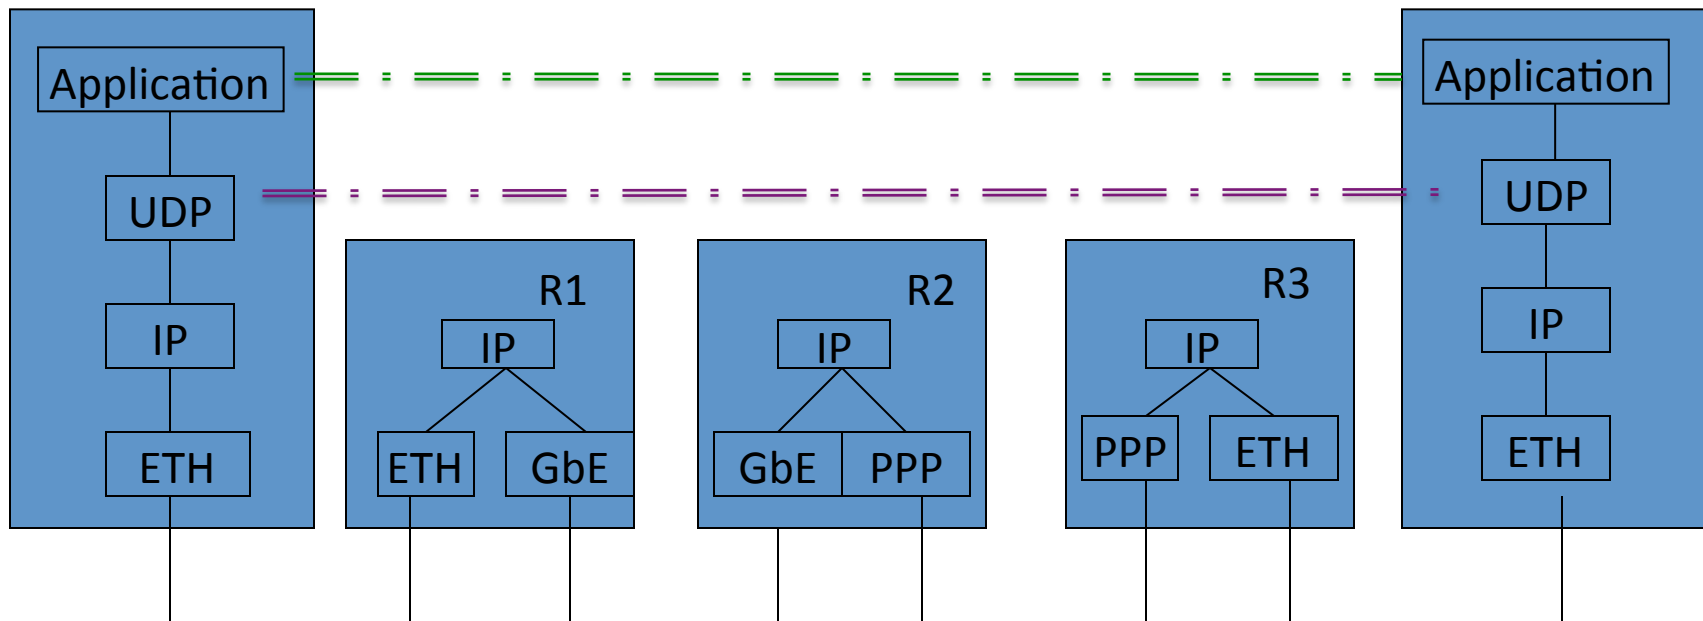 Application
UDP
IP
ETH
R1
IP
ETH GbE
R2
IP
GbE PPP
R3
IP
PPP ETH
Application
UDP
IP
ETH